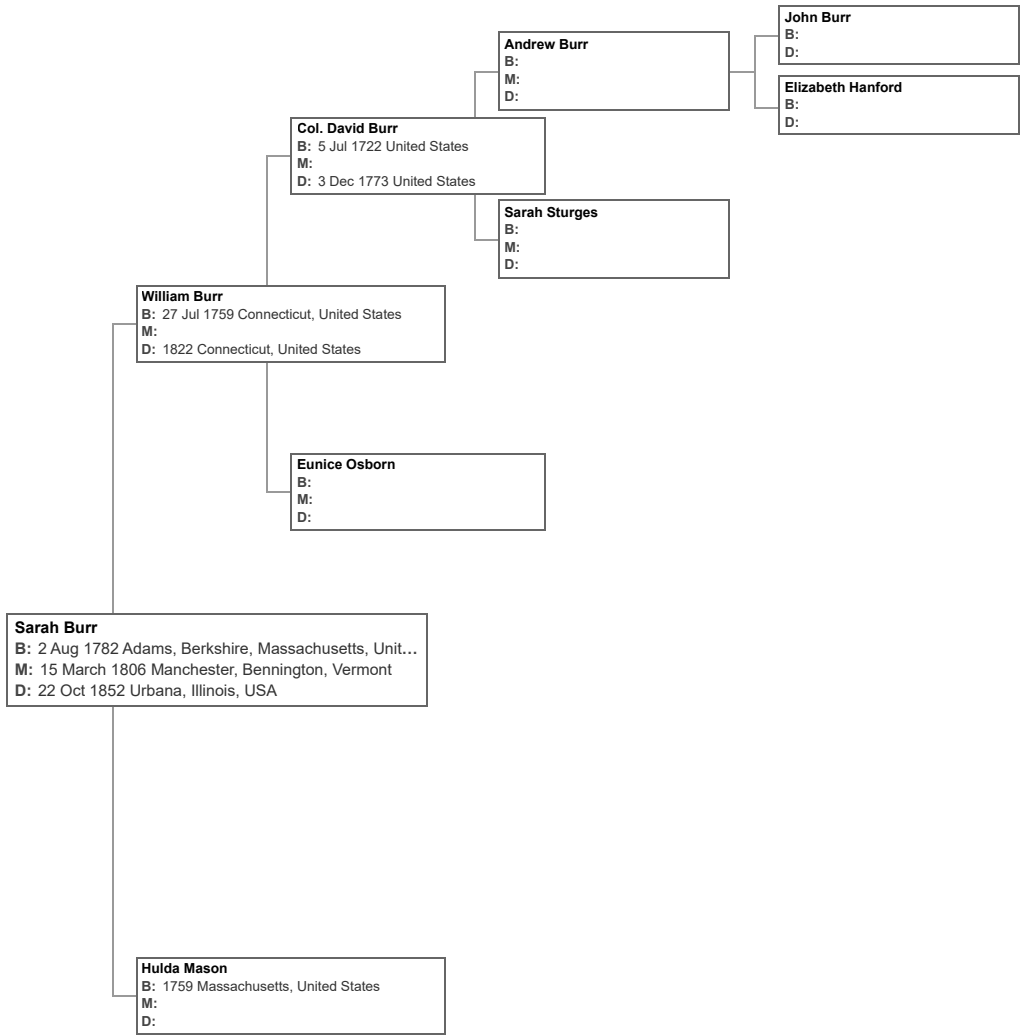 John Burr
B:
D:
Andrew Burr
B:
M:
D:
Elizabeth Hanford
B:
D:
Col. David Burr
B: 5 Jul 1722 United States
M:
D: 3 Dec 1773 United States
Sarah Sturges
B:
M:
D:
William Burr
B: 27 Jul 1759 Connecticut, United States
M:
D: 1822 Connecticut, United States
Eunice Osborn
B:
M:
D:
Sarah Burr
B: 2 Aug 1782 Adams, Berkshire, Massachusetts, Unit...
M: 15 March 1806 Manchester, Bennington, Vermont
D: 22 Oct 1852 Urbana, Illinois, USA
Hulda Mason
B: 1759 Massachusetts, United States
M:
D: